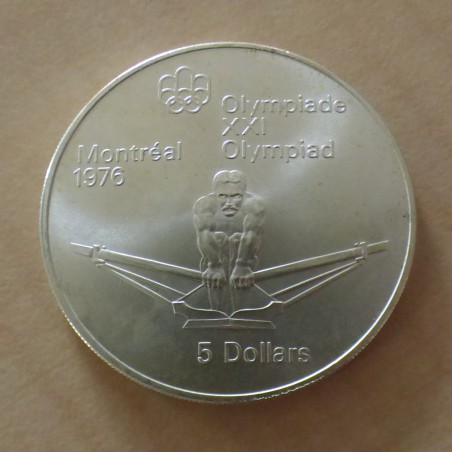 Olympiade
XXI
Olympiad
Montréal
1976
5 Dollars